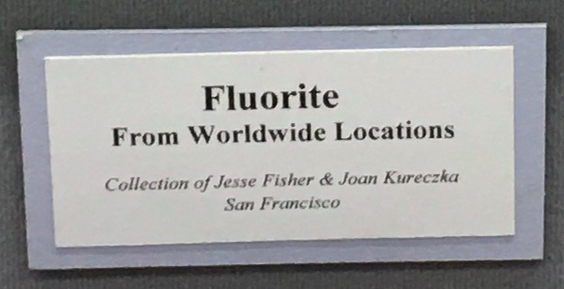 Fluorite
From Worldwide Locations
Collection of Jesse Fisher & Joan Kureczka
San Francisco